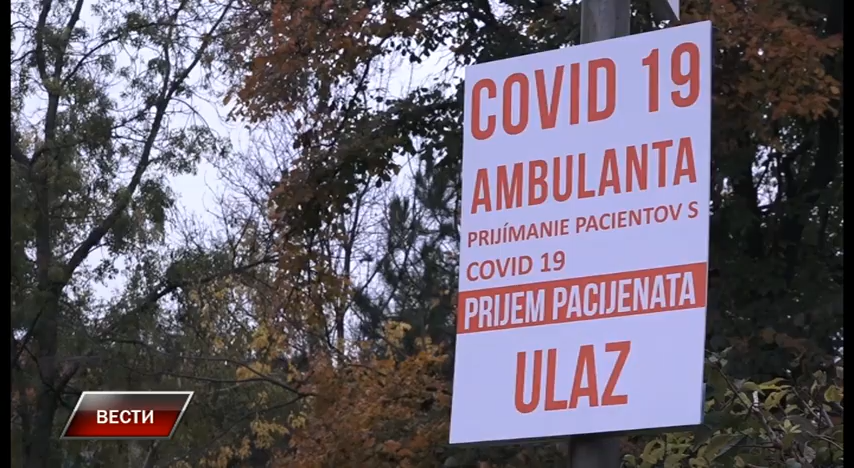 COVID 19
AMBULANTA
PRIJÍMANIE PACIENTOV S
COVID 19
PRIJEM PACIJENATA
ULAZ
ВЕСТИ